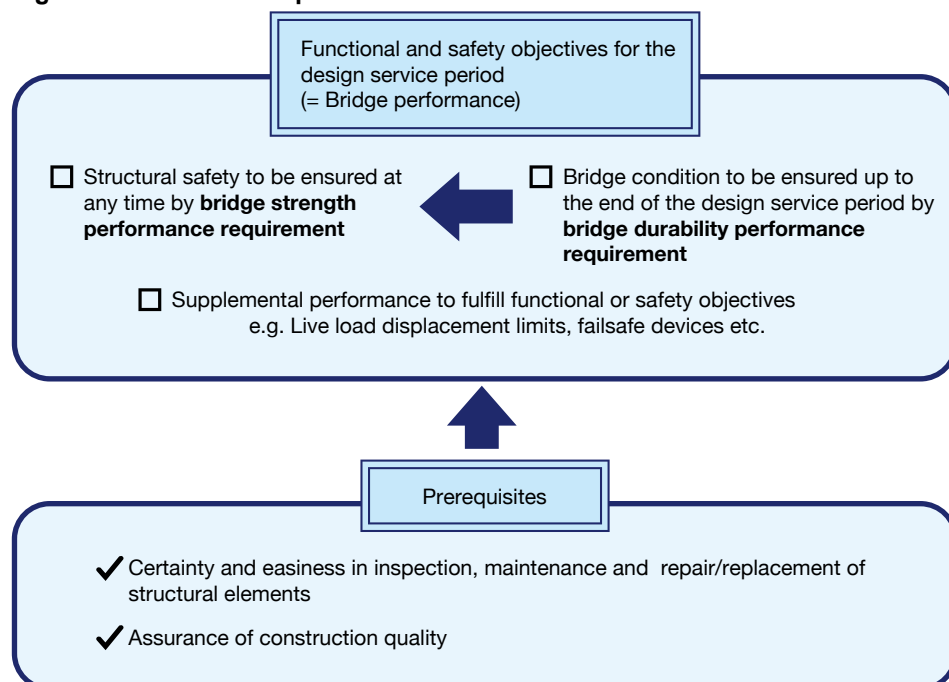 Functional and safety objectives for the
design service period
(= Bridge performance)
Structural safety to be ensured at
any time by bridge strength
performance requirement
Bridge condition to be ensured up to
the end of the design service period by
bridge durability performance
requirement
Supplemental performance to fulfill functional or safety objectives
e.g. Live load displacement limits, failsafe devices etc.
Prerequisites
Certainty and easiness in inspection, maintenance and repair/replacement of
structural elements
Assurance of construction quality